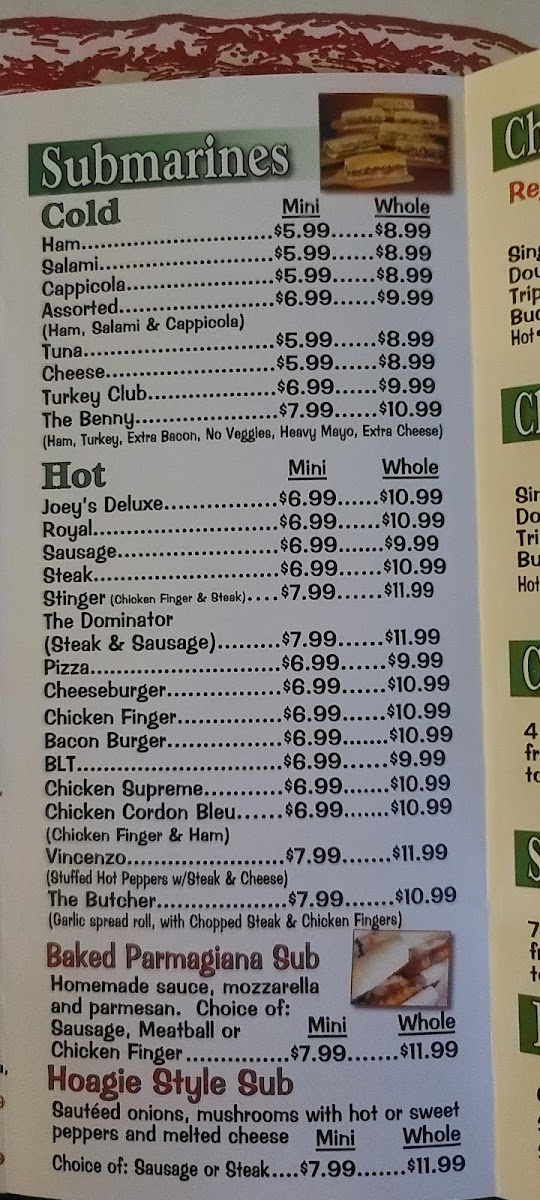 Submarines
Cold Mini Whole
Ham..............................$5.99......$8.99
Salami...........................$5.99......$8.99
Cappicola........................$5.99......$8.99
Assorted.........................$6.99......$9.99
(Ham, Salami & Cappicola)
Tuna.............................$5.99......$8.99
Cheese...........................$5.99......$8.99
Turkey Club......................$6.99......$9.99
The Benny........................$7.99......$10.99
(Ham, Turkey, Extra Bacon, No Veggies, Heavy Mayo, Extra Cheese)
Hot Mini Whole
Joey's Deluxe.................$6.99......$10.99
Royal............................$6.99......$10.99
Sausage..........................$6.99.......$9.99
Steak............................$6.99......$10.99
Stinger (Chicken Finger & Steak)....$7.99......$11.99
The Dominator
(Steak & Sausage).........$7.99......$11.99
Pizza............................$6.99......$9.99
Cheeseburger.................$6.99......$10.99
Chicken Finger...............$6.99......$10.99
Bacon Burger.................$6.99.......$10.99
BLT..............................$6.99......$9.99
Chicken Supreme...........$6.99.......$10.99
Chicken Cordon Bleu......$6.99.......$10.99
(Chicken Finger & Ham)
Vincenzo.......................$7.99.......$11.99
(Stuffed Hot Peppers w/Steak & Cheese)
The Butcher..................$7.99.......$10.99
(Garlic spread roll, with Chopped Steak & Chicken Fingers)
Baked Parmagiana Sub
Homemade sauce, mozzarella
and parmesan. Choice of:
Sausage, Meatball or Mini Whole
Chicken Finger ..............$7.99.......$11.99
Hoagie Style Sub
Sautéed onions, mushrooms with hot or sweet
peppers and melted cheese Mini Whole
Choice of: Sausage or Steak....$7.99.......$11.99